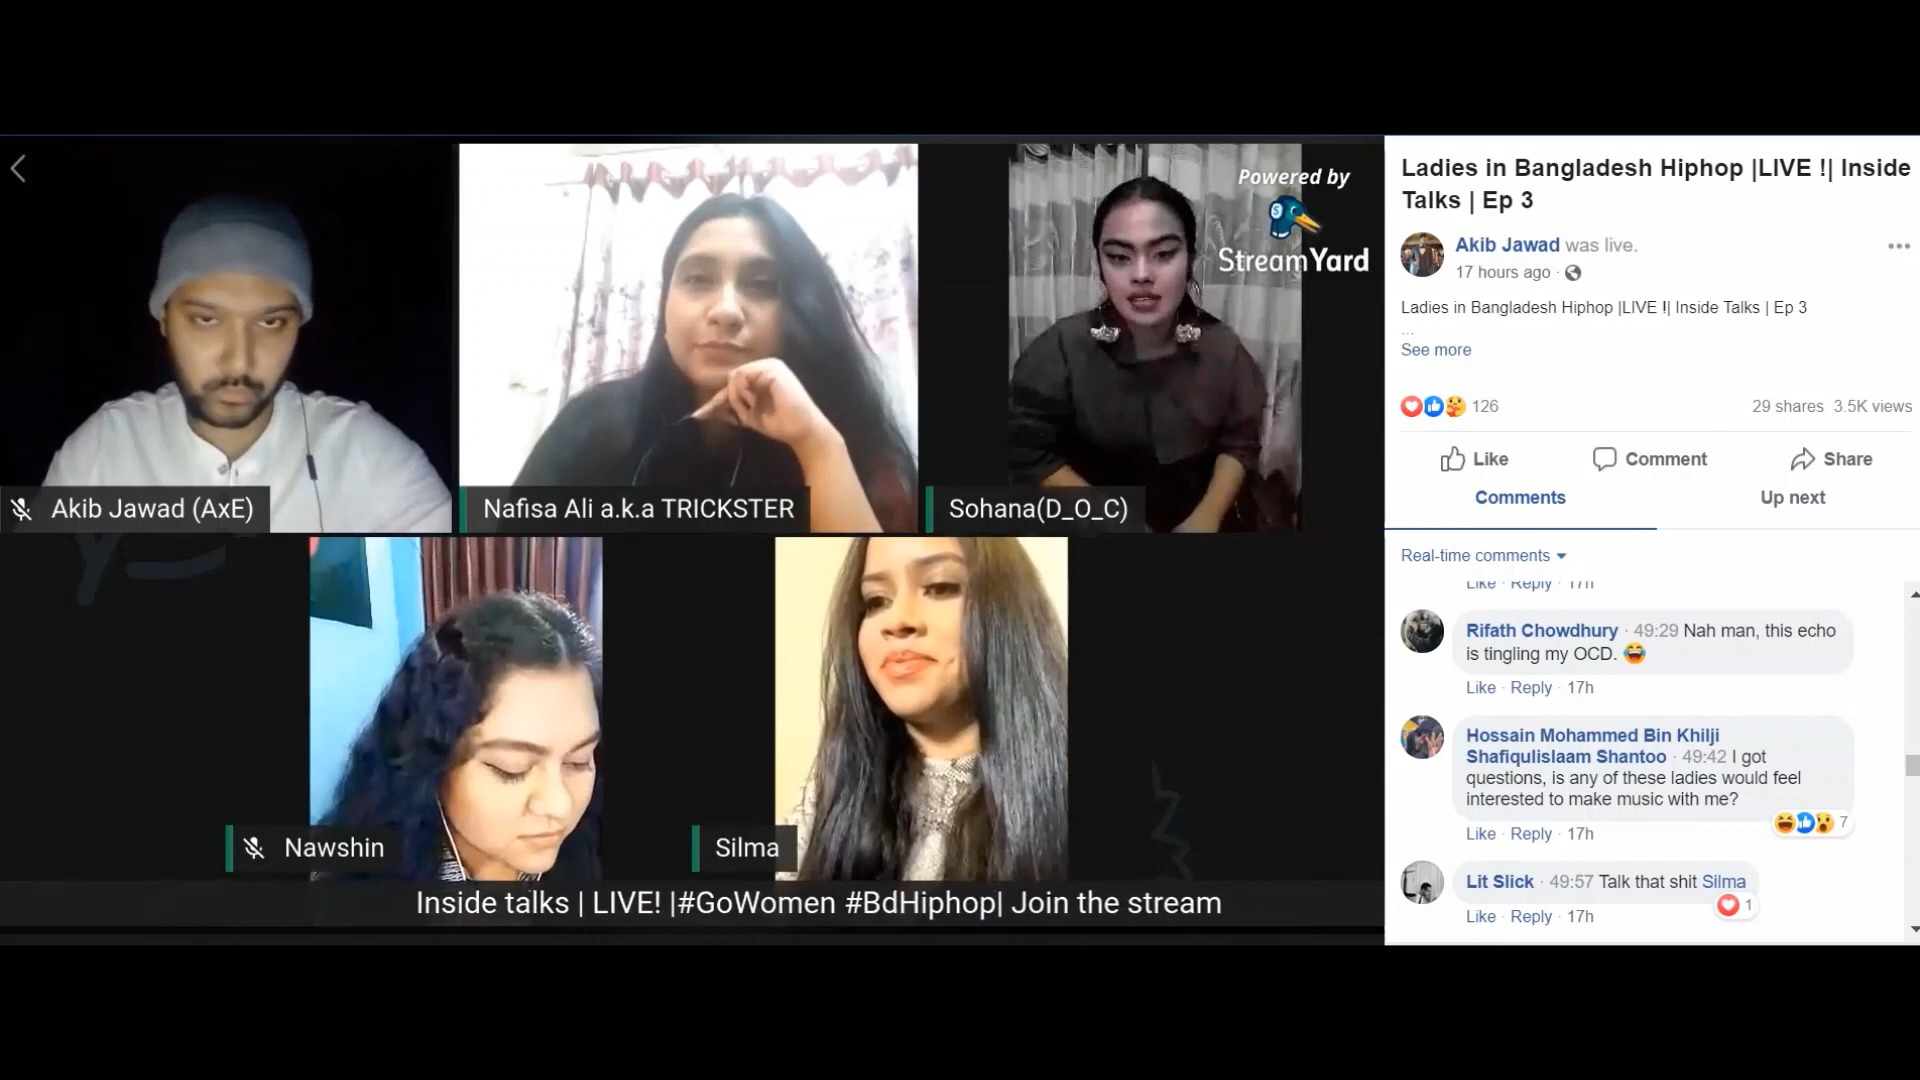 Powered by
StreamYard
Akib Jawad (AxE)
Nafisa Ali a.k.a TRICKSTER
Sohana(D_O_C)
Nawshin
Silma
Inside talks | LIVE! |#GoWomen #BdHiphop| Join the stream
Ladies in Bangladesh Hiphop |LIVE !| Inside
Talks | Ep 3
Akib Jawad was live.
17 hours ago ·
Ladies in Bangladesh Hiphop |LIVE !| Inside Talks | Ep 3
...
See more
126
29 shares 3.5K views
Like Comment Share
Comments Up next
Real-time comments
Like · Reply · 17h
Rifath Chowdhury · 49:29 Nah man, this echo
is tingling my OCD. 😂
Like · Reply · 17h
Hossain Mohammed Bin Khilji
Shafiqulislaam Shantoo · 49:42 I got
questions, is any of these ladies would feel
interested to make music with me?
7
Like · Reply · 17h
Lit Slick · 49:57 Talk that shit Silma
1
Like · Reply · 17h